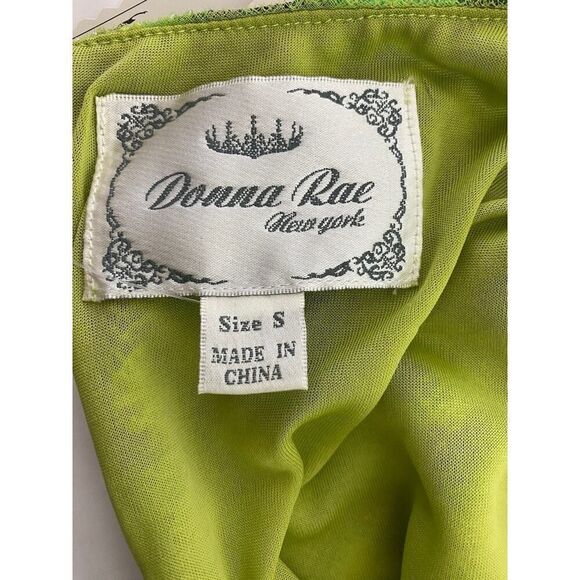 Donna Rae
New york
Size S
MADE IN
CHINA